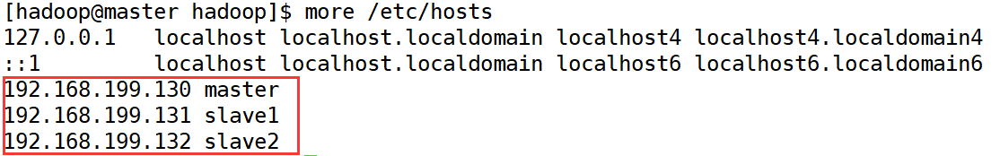 [hadoop@master hadoop]$ more /etc/hosts
127.0.0.1   localhost localhost.localdomain localhost4 localhost4.localdomain4
::1         localhost localhost.localdomain localhost6 localhost6.localdomain6
192.168.199.130 master
192.168.199.131 slave1
192.168.199.132 slave2